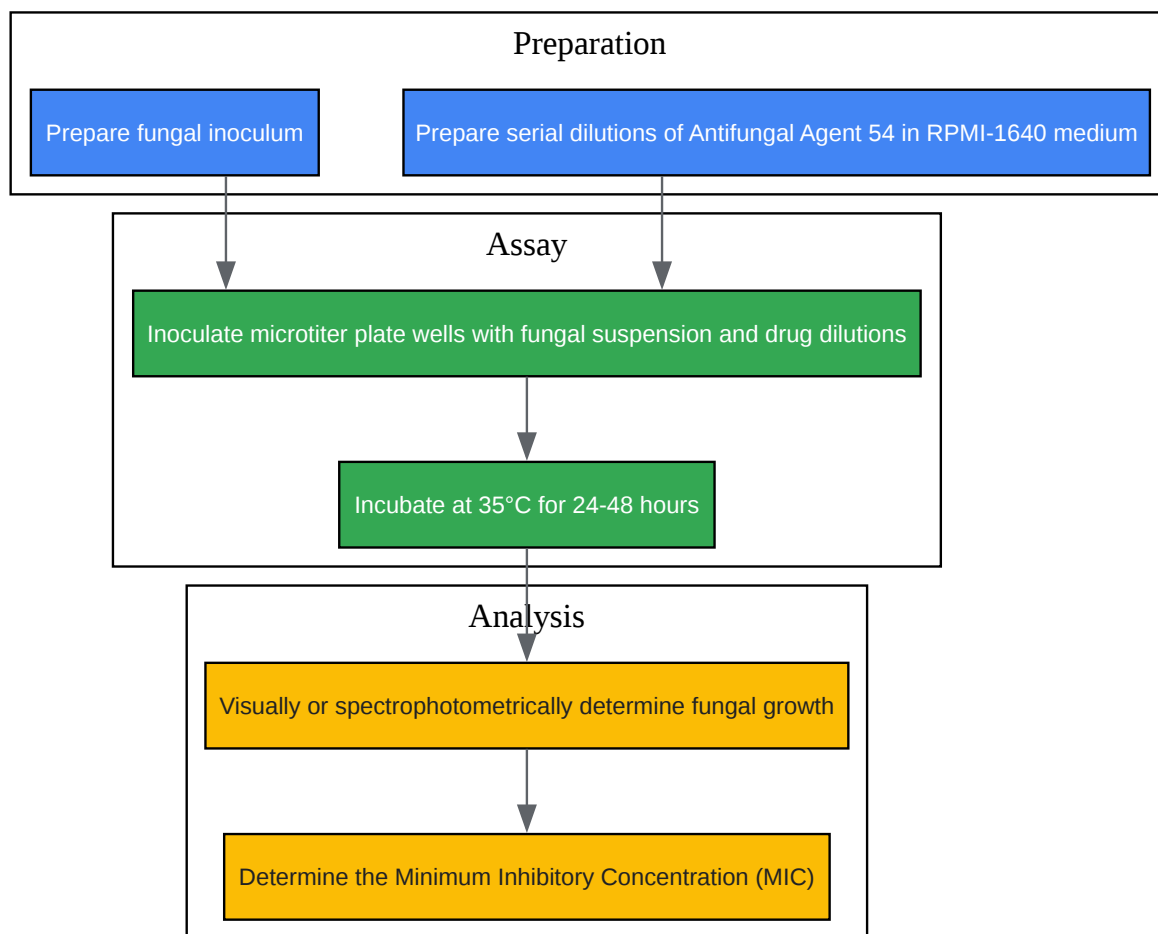 Preparation
Prepare fungal inoculum
Prepare serial dilutions of Antifungal Agent 54 in RPMI-1640 medium
Assay
Inoculate microtiter plate wells with fungal suspension and drug dilutions
Incubate at 35°C for 24-48 hours
Analysis
Visually or spectrophotometrically determine fungal growth
Determine the Minimum Inhibitory Concentration (MIC)